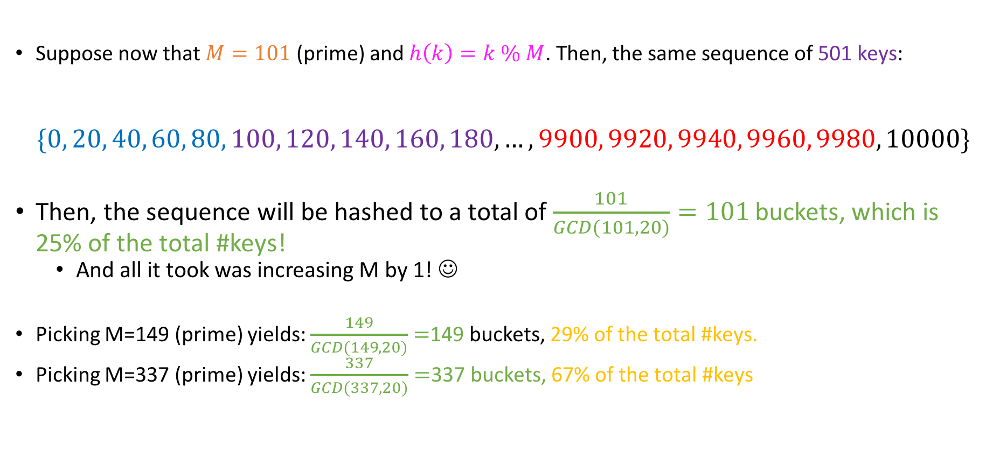 • Suppose now that M = 101 (prime) and h(k) = k % M. Then, the same sequence of 501 keys:
{0, 20, 40, 60, 80, 100, 120, 140, 160, 180, … , 9900, 9920, 9940, 9960, 9980, 10000}
• Then, the sequence will be hashed to a total of 101/GCD(101,20) = 101 buckets, which is
25% of the total #keys!
• And all it took was increasing M by 1! ☺
• Picking M=149 (prime) yields: 149/GCD(149,20) =149 buckets, 29% of the total #keys.
• Picking M=337 (prime) yields: 337/GCD(337,20) =337 buckets, 67% of the total #keys